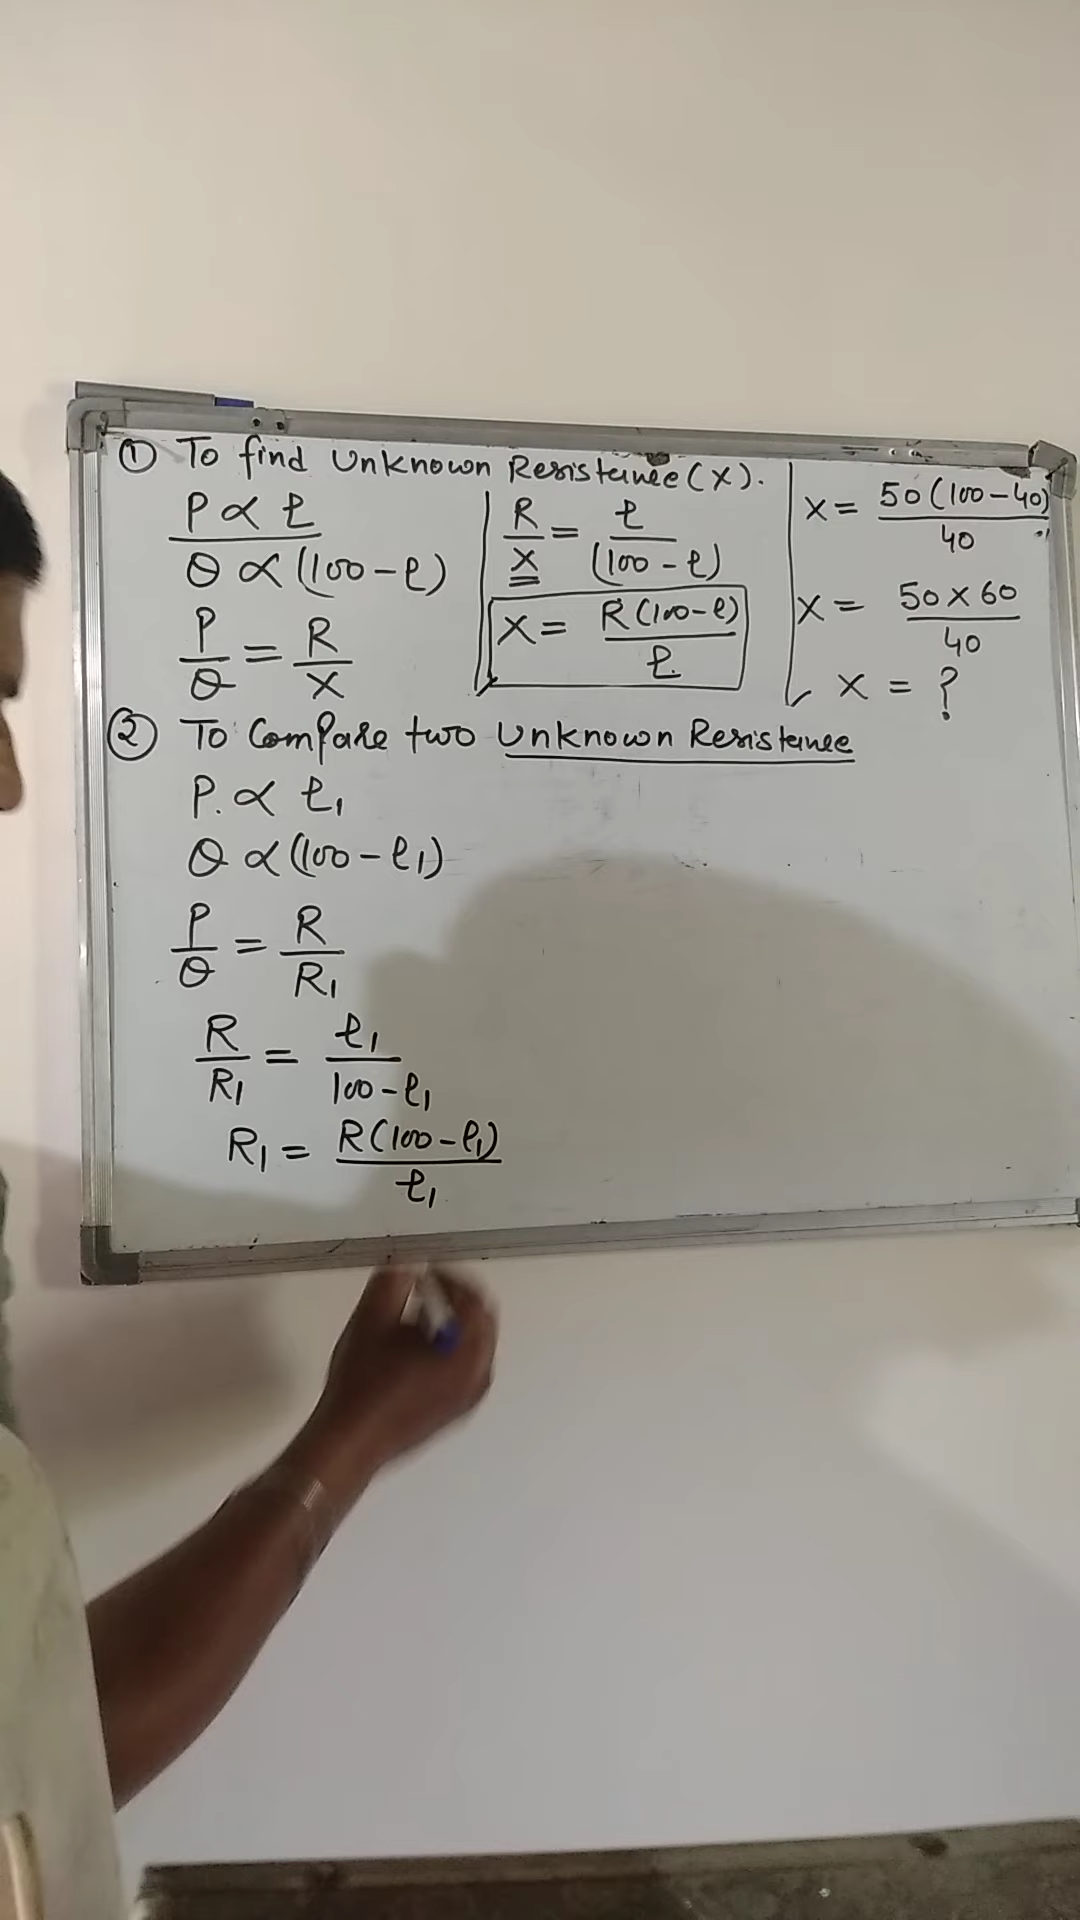 ① To find Unknown Resistance (X).
P ∝ ℓ
Q ∝ (100 - ℓ)
P/Q = R/X
R/X = ℓ/(100 - ℓ)
X = R(100-ℓ)/ℓ.
X = 50(100-40)/40
X = 50 × 60/40
X = ?
② To Compare two Unknown Resistance
P. ∝ ℓ₁
Q ∝ (100 - ℓ₁)
P/Q = R/R₁
R/R₁ = ℓ₁/100 - ℓ₁
R₁ = R(100 - ℓ₁)/ℓ₁